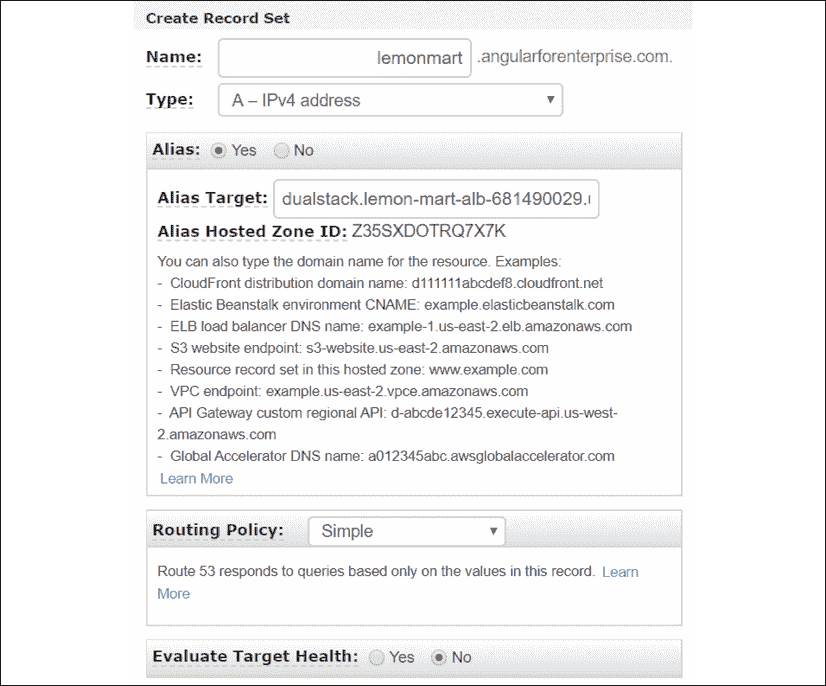 Create Record Set
Name: lemonmart .angularforenterprise.com.
Type: A – IPv4 address
Alias: Yes No
Alias Target: dualstack.lemon-mart-alb-681490029.
Alias Hosted Zone ID: Z35SXDOTRQ7X7K
You can also type the domain name for the resource. Examples:
- CloudFront distribution domain name: d111111abcdef8.cloudfront.net
- Elastic Beanstalk environment CNAME: example.elasticbeanstalk.com
- ELB load balancer DNS name: example-1.us-east-2.elb.amazonaws.com
- S3 website endpoint: s3-website.us-east-2.amazonaws.com
- Resource record set in this hosted zone: www.example.com
- VPC endpoint: example.us-east-2.vpce.amazonaws.com
- API Gateway custom regional API: d-abcde12345.execute-api.us-west-
2.amazonaws.com
- Global Accelerator DNS name: a012345abc.awsglobalaccelerator.com
Learn More
Routing Policy: Simple
Route 53 responds to queries based only on the values in this record. Learn
More
Evaluate Target Health: Yes No